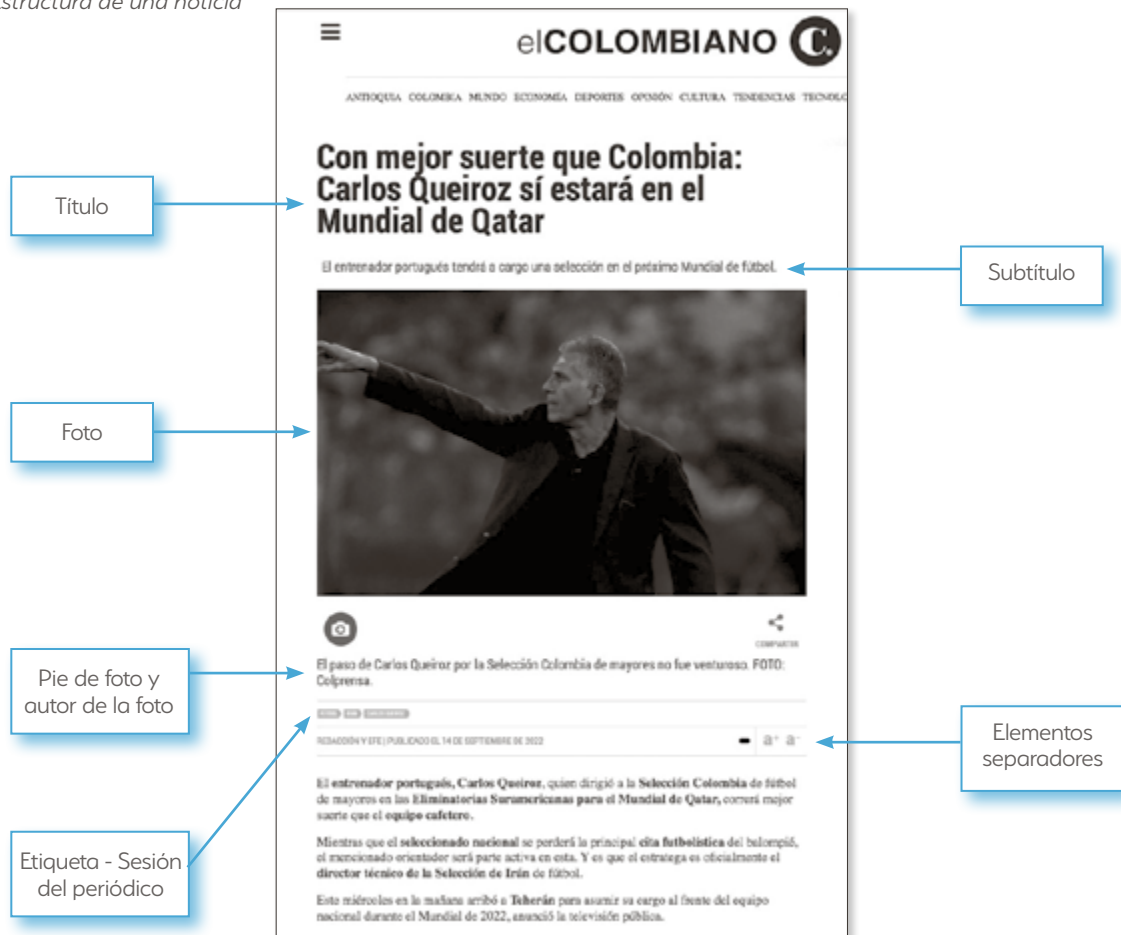 structura de una noticia
elCOLOMBIANO C.
ANTIOQUIA COLOMBIA MUNDO ECONOMÍA DEPORTES OPINIÓN CULTURA TENDENCIAS TECNOLO
Con mejor suerte que Colombia:
Carlos Queiroz sí estará en el
Mundial de Qatar
Título
El entrenador portugués tendrá a cargo una selección en el próximo Mundial de fútbol.
Subtítulo
Foto
COMPARTIR
Pie de foto y
autor de la foto
El paso de Carlos Queiroz por la Selección Colombia de mayores no fue venturoso. FOTO:
Colprensa.
REDACCIÓN Y EFE | PUBLICADO EL 14 DE SEPTIEMBRE DE 2022
a+ a-
Elementos
separadores
El entrenador portugués, Carlos Queiroz, quien dirigió a la Selección Colombia de fútbol
de mayores en las Eliminatorias Suramericanas para el Mundial de Qatar, correrá mejor
suerte que el equipo cafetero.
Mientras que el seleccionado nacional se perderá la principal cita futbolística del balompié,
el mencionado orientador será parte activa en esta. Y es que el estratega es oficialmente el
director técnico de la Selección de Irán de fútbol.
Etiqueta - Sesión
del periódico
Este miércoles en la mañana arribó a Teherán para asumir su cargo al frente del equipo
nacional durante el Mundial de 2022, anunció la televisión pública.